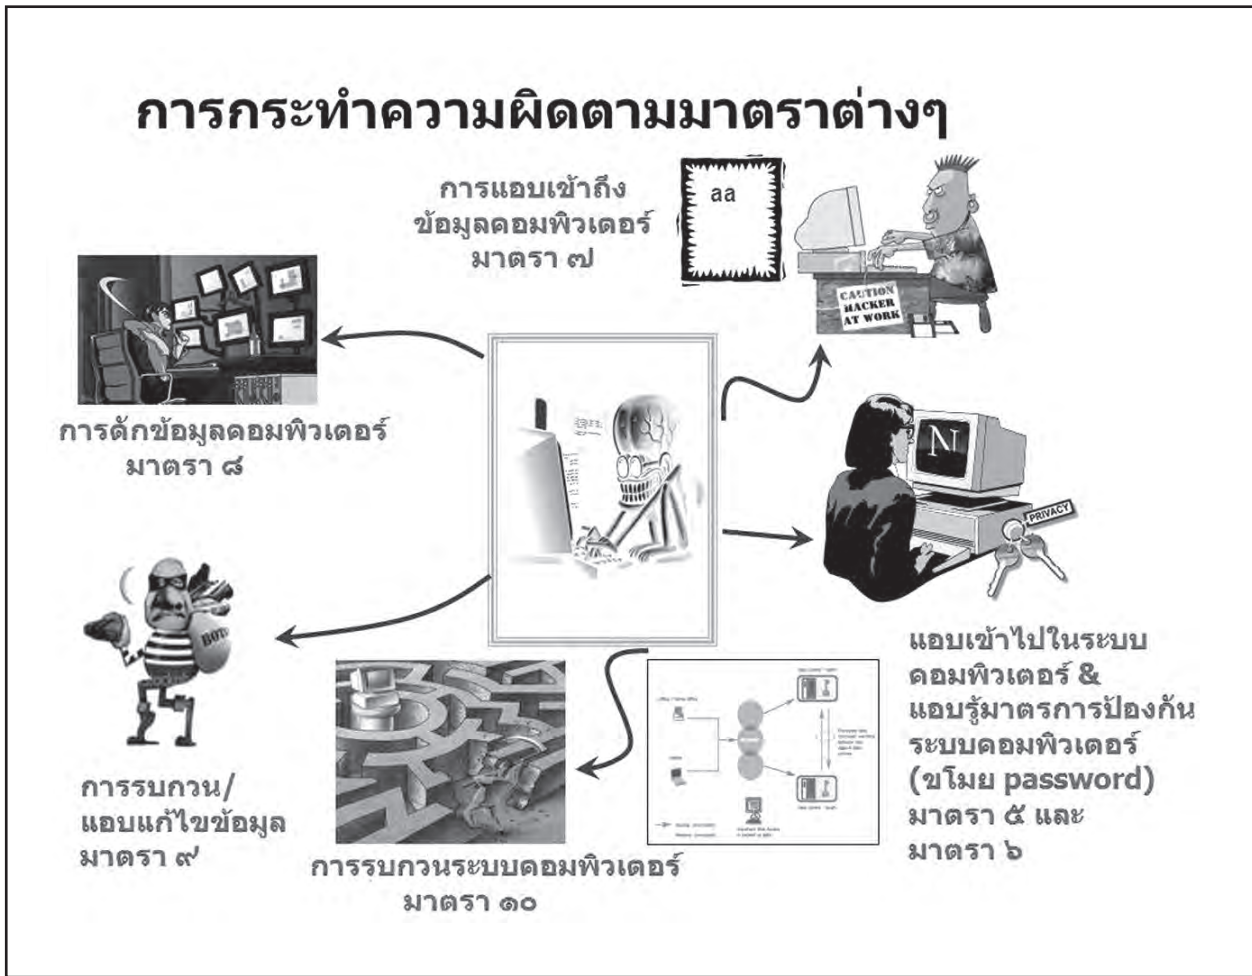 การกระทำความผิดตามมาตราต่างๆ
การแอบเข้าถึง
ข้อมูลคอมพิวเตอร์
มาตรา ๗
aa
CAUTION
HACKER
AT WORK
การดักข้อมูลคอมพิวเตอร์
มาตรา ๘
N
PRIVACY
แอบเข้าไปในระบบ
คอมพิวเตอร์ &
แอบรู้มาตรการป้องกัน
ระบบคอมพิวเตอร์
(ขโมย password)
มาตรา ๕ และ
มาตรา ๖
การรบกวน/
แอบแก้ไขข้อมูล
มาตรา ๙
การรบกวนระบบคอมพิวเตอร์
มาตรา ๑๐